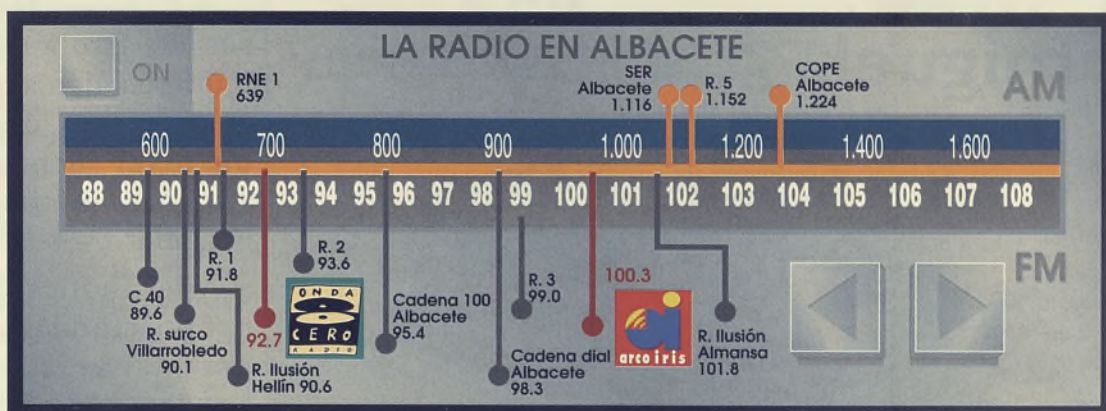 LA RADIO EN ALBACETE
ON
RNE 1
639
SER
Albacete
1.116
R. 5
1.152
COPE
Albacete
1.224
AM
600 700 800 900 1.000 1.200 1.400 1.600
88 89 90 91 92 93 94 95 96 97 98 99 100 101 102 103 104 105 106 107 108
FM
C 40
89.6
R. surco
Villarrobledo
90.1
R. 1
91.8
R. Ilusión
Hellín 90.6
92.7
R. 2
93.6
ONDA
CERO
RADIO
Cadena 100
Albacete
95.4
R. 3
99.0
Cadena dial
Albacete
98.3
100.3
ai
arco iris
R. Ilusión
Almansa
101.8